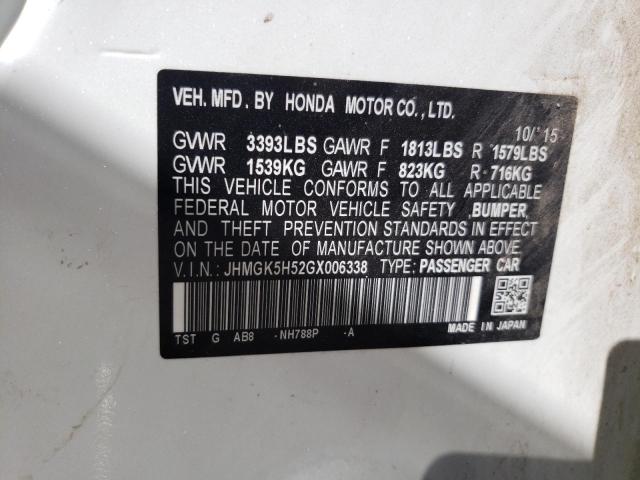 VEH. MFD. BY HONDA MOTOR CO., LTD.
10/'15
GVWR 3393LBS GAWR F 1813LBS R 1579LBS
GVWR 1539KG GAWR F 823KG R 716KG
THIS VEHICLE CONFORMS TO ALL APPLICABLE
FEDERAL MOTOR VEHICLE SAFETY ,BUMPER,
AND THEFT PREVENTION STANDARDS IN EFFECT
ON THE DATE OF MANUFACTURE SHOWN ABOVE.
V.I.N.: JHMGK5H52GX006338 TYPE: PASSENGER CAR
TST G AB8 -NH788P -A
MADE IN JAPAN